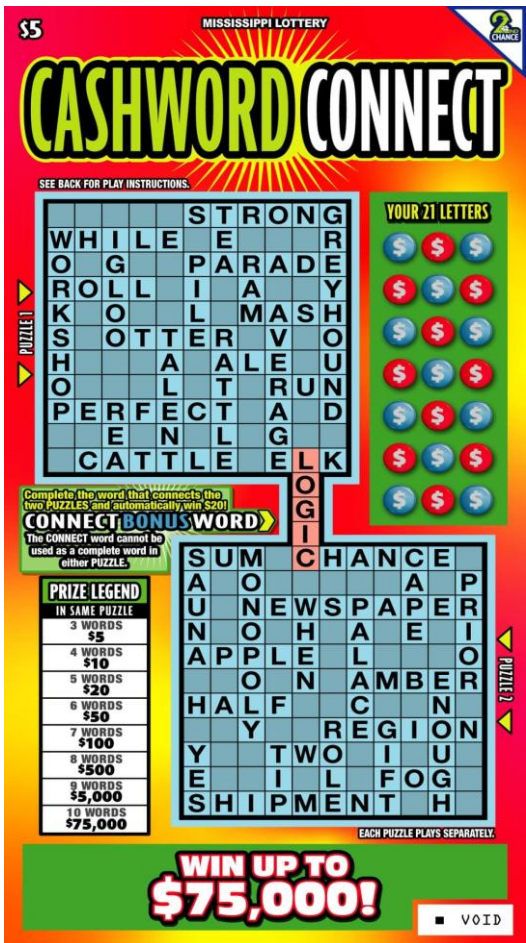 $5
MISSISSIPPI LOTTERY
2ND
CHANCE
CASHWORD CONNECT
SEE BACK FOR PLAY INSTRUCTIONS.
PUZZLE 1
STRONG
WHILE E R
O G PARADE
ROLL I A Y
K O L MASH
S OTTER V O
H A ALE U
O L T RUN
PERFECT A D
E N L G
CATTLE ELK
YOUR 21 LETTERS
$ $ $
$ $ $
$ $ $
$ $ $
$ $ $
$ $ $
$ $ $
O
G
I
Complete the word that connects the
two PUZZLES and automatically win $20!
CONNECT BONUS WORD
The CONNECT word cannot be
used as a complete word in
either PUZZLE.
SUM CHANCE
A O A P
U NEWSPAPER
N O H A E I
APPLE L O
O N AMBER
HALF C N
Y REGION
Y TWO I U
E I L FOG
SHIPMENT H
PUZZLE 2
PRIZE LEGEND
IN SAME PUZZLE
3 WORDS
$5
4 WORDS
$10
5 WORDS
$20
6 WORDS
$50
7 WORDS
$100
8 WORDS
$500
9 WORDS
$5,000
10 WORDS
$75,000
EACH PUZZLE PLAYS SEPARATELY.
WIN UP TO
$75,000!
VOID